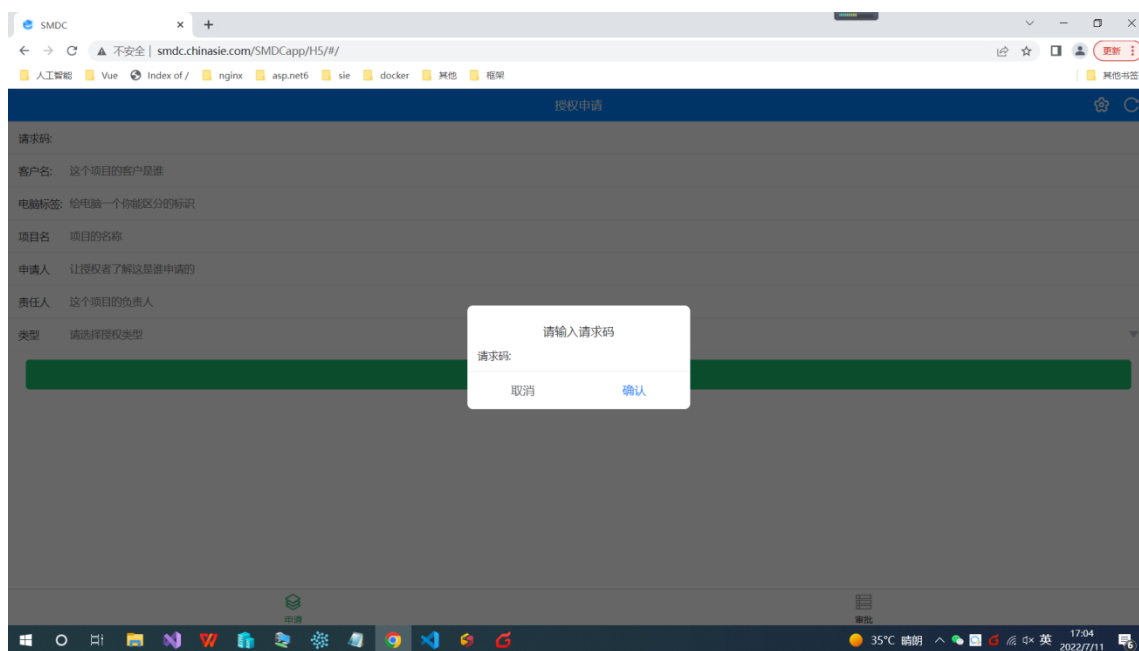 SMDC
不安全 | smdc.chinasie.com/SMDCapp/H5/#/
更新
人工智能 Vue Index of / nginx asp.net6 sie docker 其他 框架 其他书签
授权申请
请求码:
客户名: 这个项目的客户是谁
电脑标签: 给电脑一个你能区分的标识
项目名 项目的名称
申请人 让授权者了解这是谁申请的
责任人 这个项目的负责人
类型 请选择授权类型
请输入请求码
请求码:
取消 确认
申请 审批
35°C 晴朗 英 17:04
2022/7/11 6